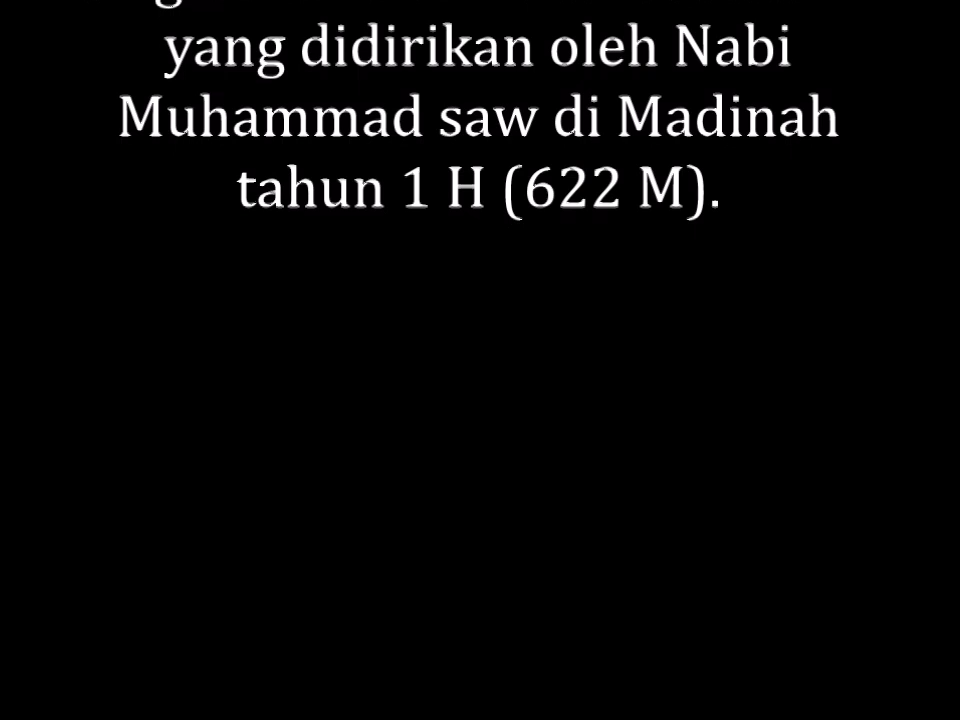 yang didirikan oleh Nabi
Muhammad saw di Madinah
tahun 1 H (622 M).